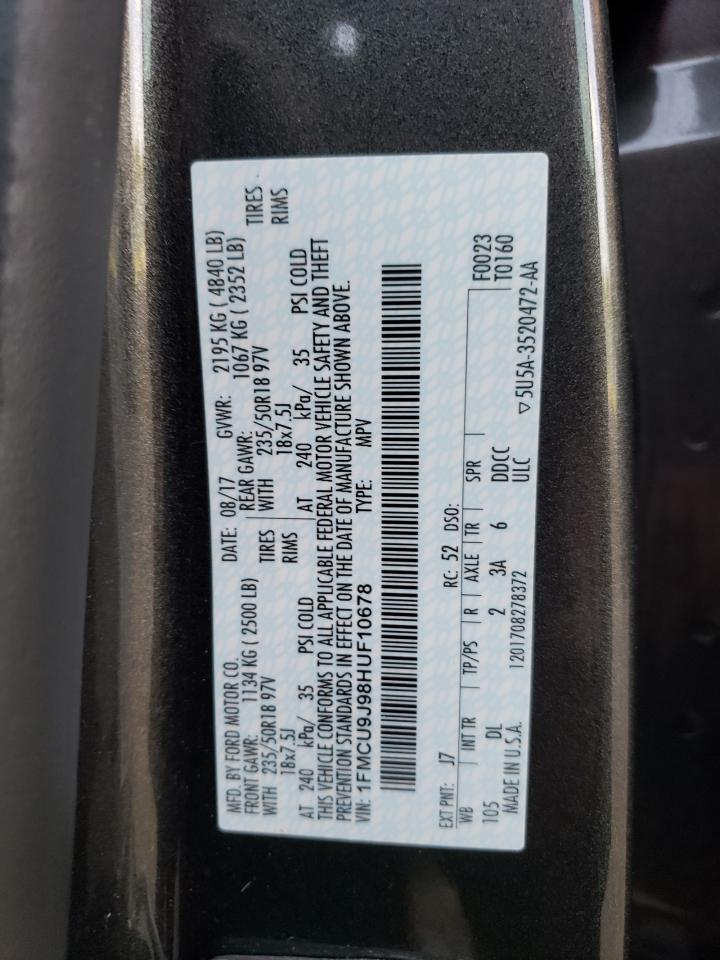 MFD. BY FORD MOTOR CO. DATE: 08/17 GVWR: 2195 KG ( 4840 LB)
FRONT GAWR: 1134 KG ( 2500 LB) REAR GAWR: 1067 KG ( 2352 LB)
WITH 235/50R18 97V TIRES WITH 235/50R18 97V TIRES
18x7.5J RIMS 18x7.5J RIMS
AT 240 kPa/ 35 PSI COLD AT 240 kPa/ 35 PSI COLD
THIS VEHICLE CONFORMS TO ALL APPLICABLE FEDERAL MOTOR VEHICLE SAFETY AND THEFT
PREVENTION STANDARDS IN EFFECT ON THE DATE OF MANUFACTURE SHOWN ABOVE.
VIN: 1FMCU9J98HUF10678 TYPE: MPV
EXT PNT: J7 RC: 52 DSO: F0023
WB INT TR TP/PS R AXLE TR SPR T0160
105 DL 2 3A 6 DDCC
MADE IN U.S.A. 1201708278372 ULC ▽5U5A-3520472-AA